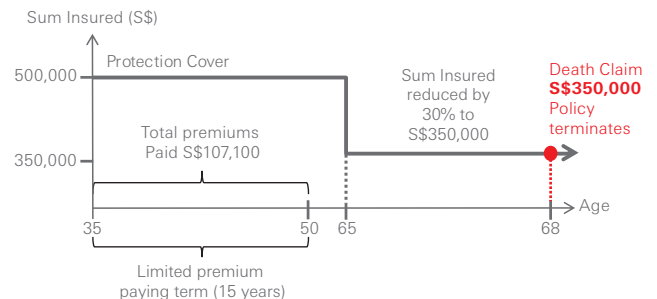 Sum Insured (S$)
500,000
Protection Cover
Sum Insured
reduced by
30% to
S$350,000
Death Claim
S$350,000
Policy
terminates
Total premiums
Paid S$107,100
350,000
Age
35
50
65
68
Limited premium
paying term (15 years)